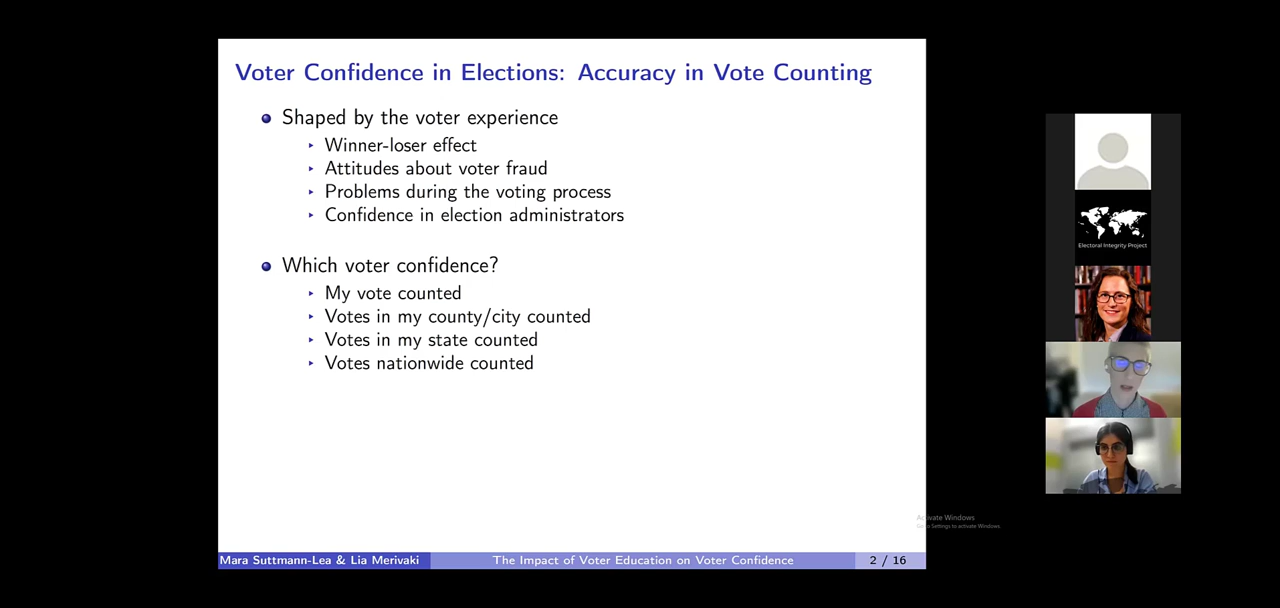 Voter Confidence in Elections: Accuracy in Vote Counting
Shaped by the voter experience
Winner-loser effect
Attitudes about voter fraud
Problems during the voting process
Confidence in election administrators
Which voter confidence?
My vote counted
Votes in my county/city counted
Votes in my state counted
Votes nationwide counted
Mara Suttmann-Lea & Lia Merivaki
The Impact of Voter Education on Voter Confidence
2 / 16
Electoral Integrity Project
Activate Windows
Go to Settings to activate Windows.